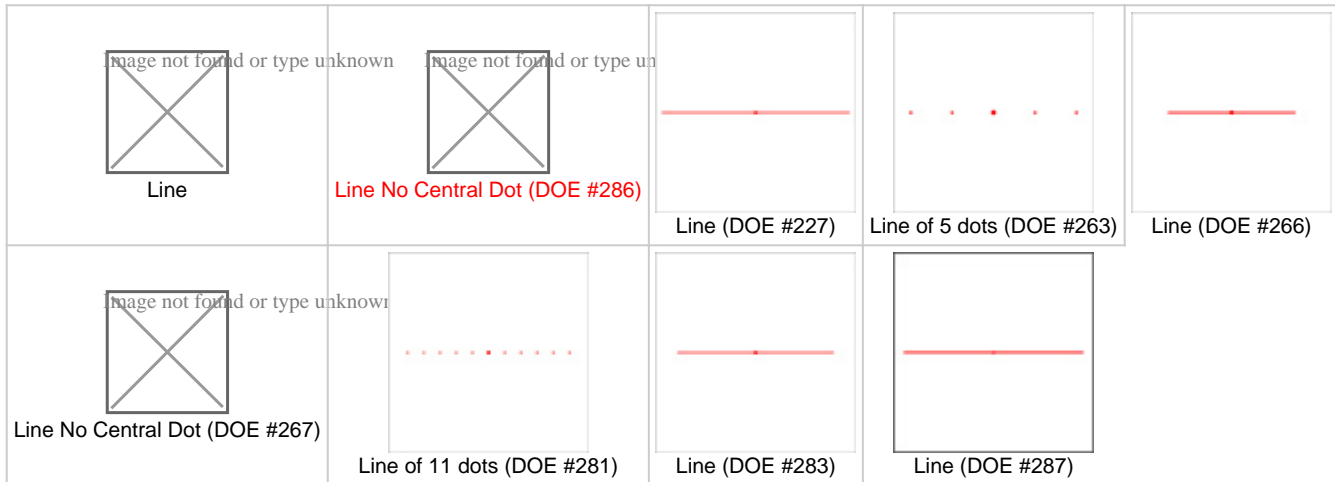 Image not found or type unknown
Line
Image not found or type un
Line No Central Dot (DOE #286)
Line (DOE #227)
Line of 5 dots (DOE #263)
Line (DOE #266)
Image not found or type unknown
Line No Central Dot (DOE #267)
Line of 11 dots (DOE #281)
Line (DOE #283)
Line (DOE #287)